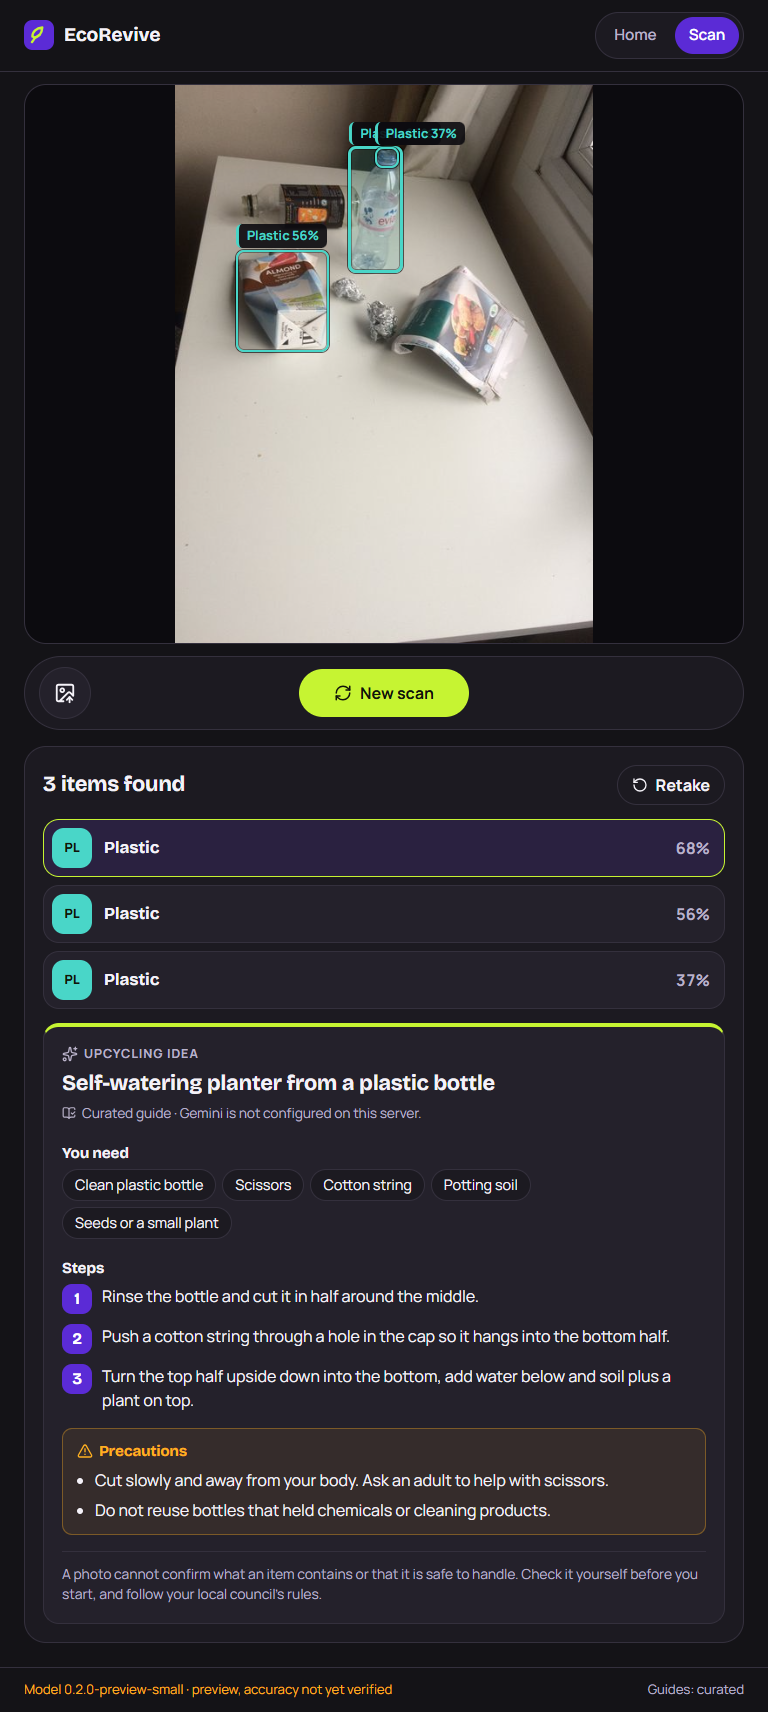 EcoRevive
Home
Scan
Pla
Plastic 37%
Plastic 56%
ALMOND
evi
3 items found
New scan
Retake
PL
Plastic
68%
PL
Plastic
56%
PL
Plastic
37%
UPCYCLING IDEA
Self-watering planter from a plastic bottle
Curated guide · Gemini is not configured on this server.
You need
Clean plastic bottle
Scissors
Cotton string
Potting soil
Seeds or a small plant
Steps
1 Rinse the bottle and cut it in half around the middle.
2 Push a cotton string through a hole in the cap so it hangs into the bottom half.
3 Turn the top half upside down into the bottom, add water below and soil plus a
plant on top.
Precautions
• Cut slowly and away from your body. Ask an adult to help with scissors.
• Do not reuse bottles that held chemicals or cleaning products.
A photo cannot confirm what an item contains or that it is safe to handle. Check it yourself before you
start, and follow your local council's rules.
Model 0.2.0-preview-small · preview, accuracy not yet verified
Guides: curated